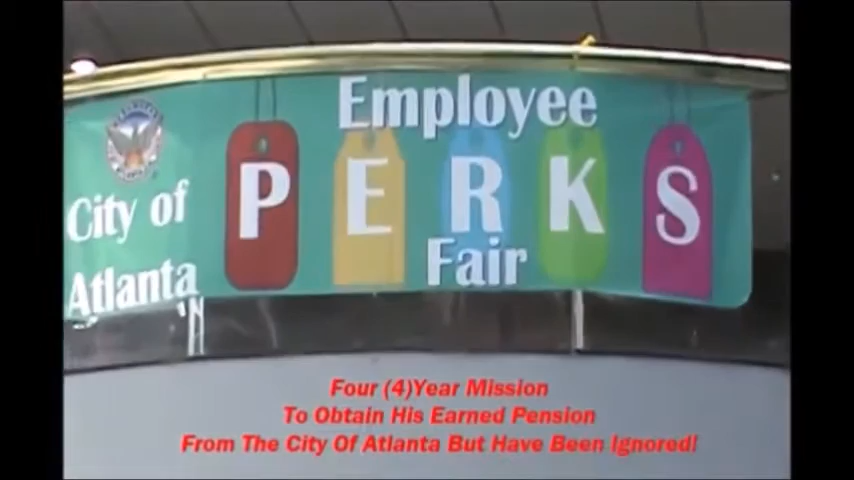 Employee
City of
Atlanta
PERKS
Fair
Four (4)Year Mission
To Obtain His Earned Pension
From The City Of Atlanta But Have Been Ignored!